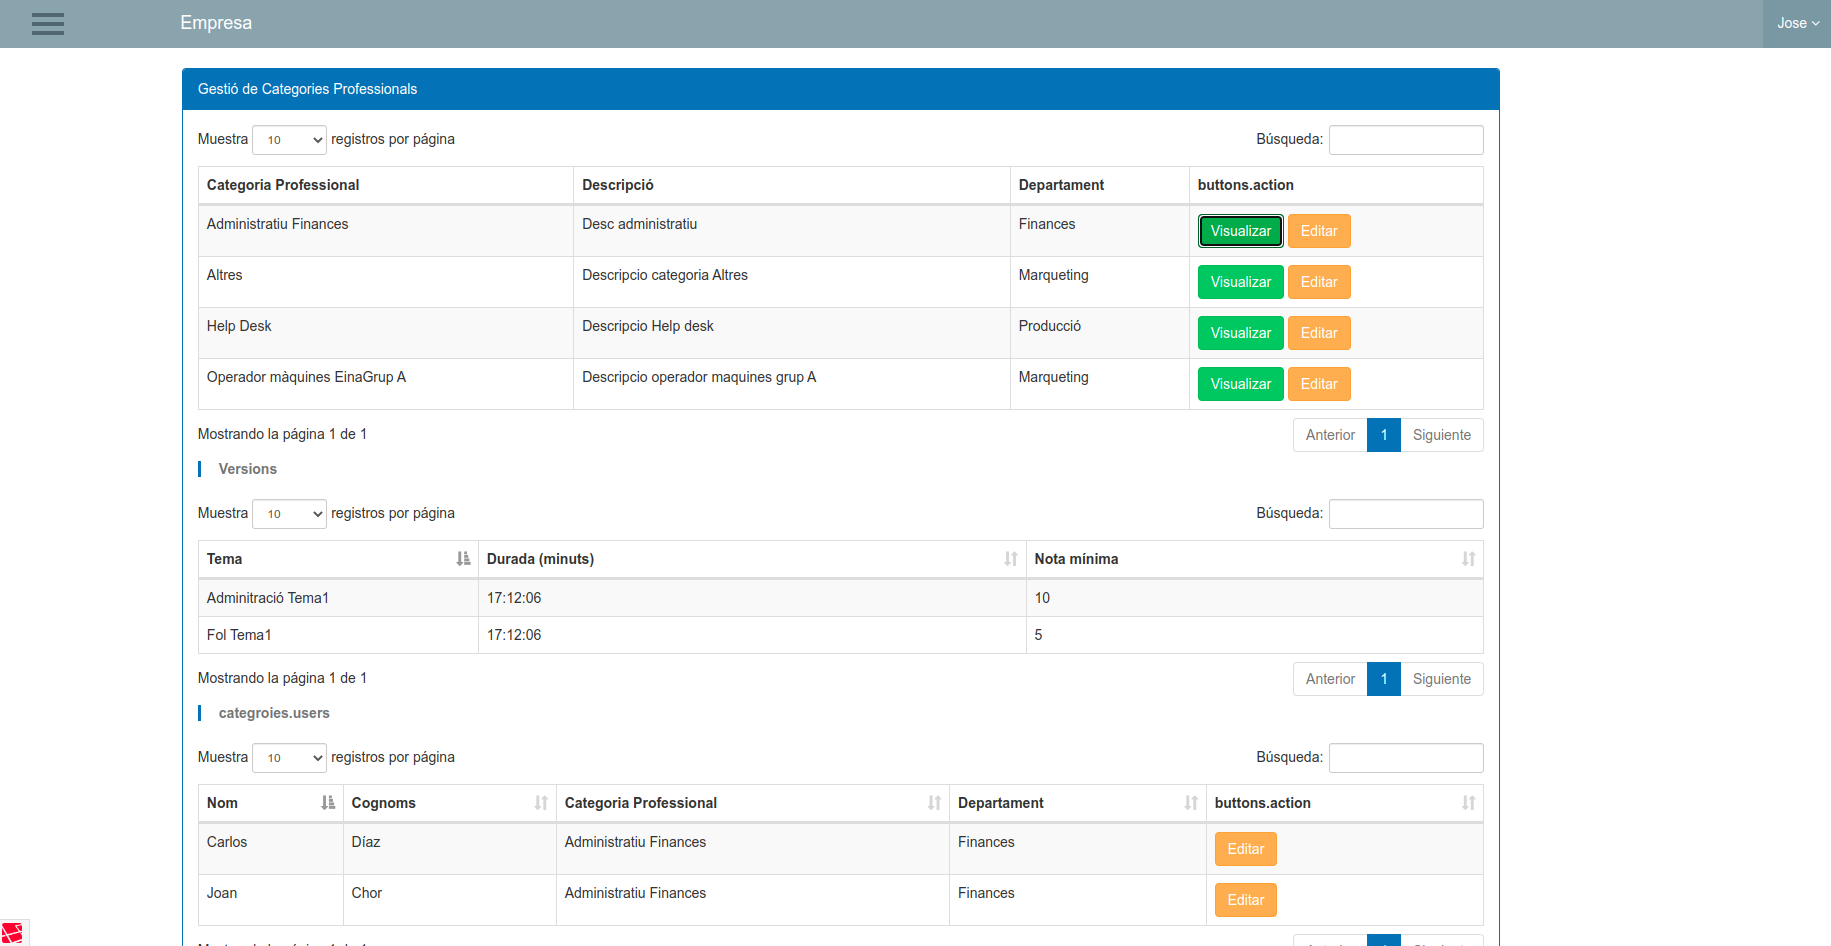 Empresa
Jose
Gestió de Categories Professionals
Muestra 10 registros por página Búsqueda:
Categoria Professional Descripció Departament buttons.action
Administratiu Finances Desc administratiu Finances Visualizar Editar
Altres Descripcio categoria Altres Marqueting Visualizar Editar
Help Desk Descripcio Help desk Producció Visualizar Editar
Operador màquines EinaGrup A Descripcio operador maquines grup A Marqueting Visualizar Editar
Mostrando la página 1 de 1 Anterior 1 Siguiente
Versions
Muestra 10 registros por página Búsqueda:
Tema Durada (minuts) Nota mínima
Adminitració Tema1 17:12:06 10
Fol Tema1 17:12:06 5
Mostrando la página 1 de 1 Anterior 1 Siguiente
categroies.users
Muestra 10 registros por página Búsqueda:
Nom Cognoms Categoria Professional Departament buttons.action
Carlos Díaz Administratiu Finances Finances Editar
Joan Chor Administratiu Finances Finances Editar